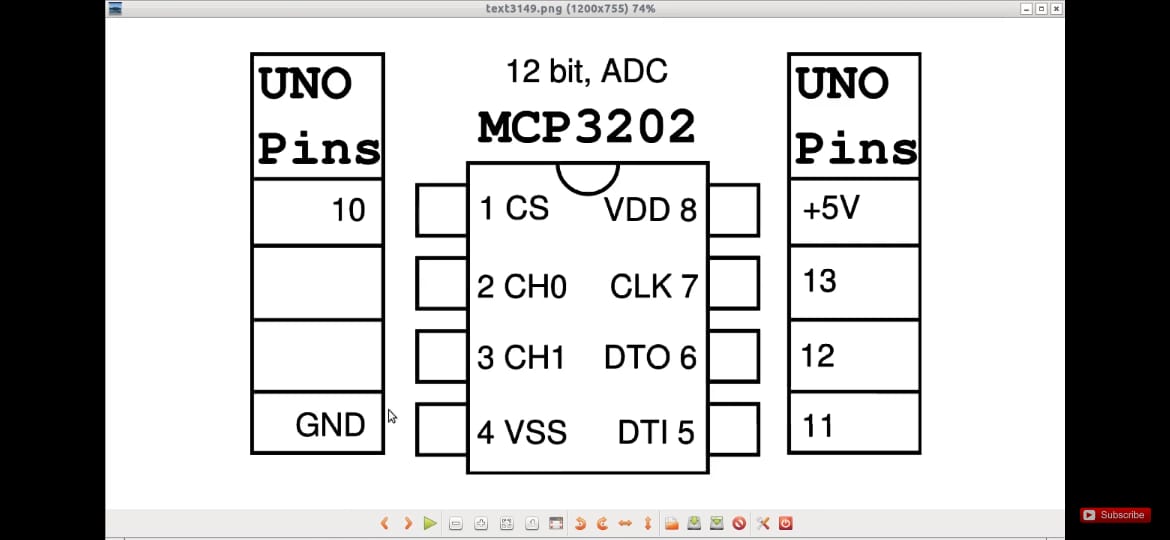 text3149.png (1200x755) 74%
UNO
Pins
10
GND
12 bit, ADC
MCP3202
1 CS
VDD 8
2 CH0
CLK 7
3 CH1
DTO 6
4 VSS
DTI 5
UNO
Pins
+5V
13
12
11
Subscribe